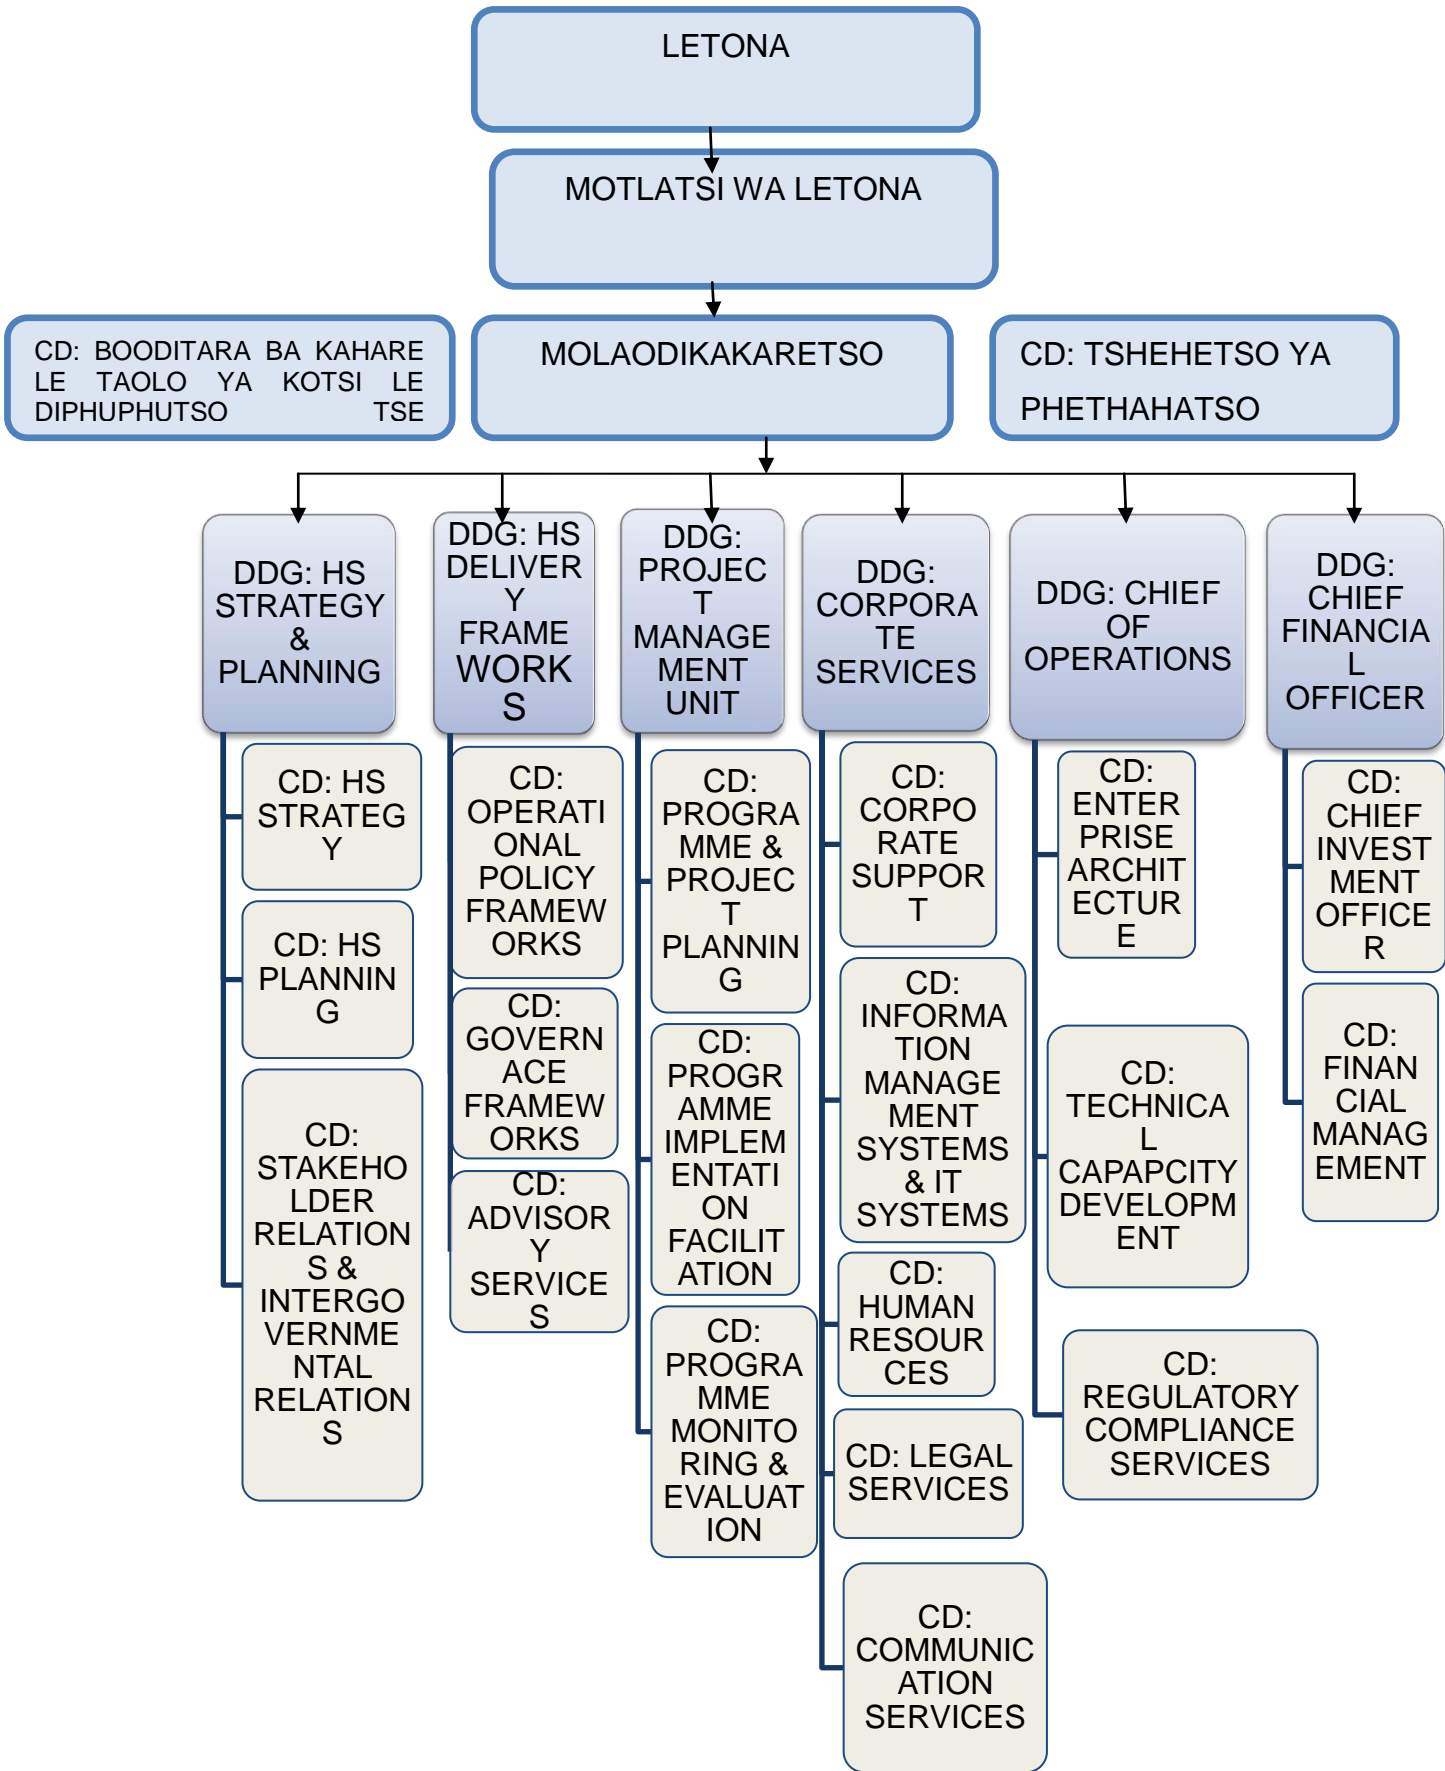 LETONA
MOTLATSI WA LETONA
CD: BOODITARA BA KAHARE
LE TAOLO YA KOTSI LE
DIPHUPHUTSO TSE
MOLAODIKAKARETSO
CD: TSHEHETSO YA
PHETHAHATSO
DDG: HS
STRATEGY
&
PLANNING
CD: HS
STRATEG
Y
CD: HS
PLANNIN
G
CD:
STAKEHO
LDER
RELATION
S &
INTERGO
VERNME
NTAL
RELATION
S
DDG: HS
DELIVER
Y
FRAME
WORK
S
CD:
OPERATI
ONAL
POLICY
FRAMEW
ORKS
CD:
GOVERN
ACE
FRAMEW
ORKS
CD:
ADVISOR
Y
SERVICE
S
DDG:
PROJEC
T
MANAGE
MENT
UNIT
CD:
PROGRA
MME &
PROJEC
T
PLANNIN
G
CD:
PROGR
AMME
IMPLEM
ENTATI
ON
FACILIT
ATION
CD:
PROGRA
MME
MONITO
RING &
EVALUAT
ION
DDG:
CORPORA
TE
SERVICES
CD:
CORPO
RATE
SUPPOR
T
CD:
INFORMA
TION
MANAGE
MENT
SYSTEMS
& IT
SYSTEMS
CD:
HUMAN
RESOUR
CES
CD: LEGAL
SERVICES
CD:
COMMUNIC
ATION
SERVICES
DDG: CHIEF
OF
OPERATIONS
CD:
ENTER
PRISE
ARCHIT
ECTUR
E
CD:
TECHNICA
L
CAPAPCITY
DEVELOPM
ENT
CD:
REGULATORY
COMPLIANCE
SERVICES
DDG:
CHIEF
FINANCIA
L
OFFICER
CD:
CHIEF
INVEST
MENT
OFFICE
R
CD:
FINAN
CIAL
MANAG
EMENT